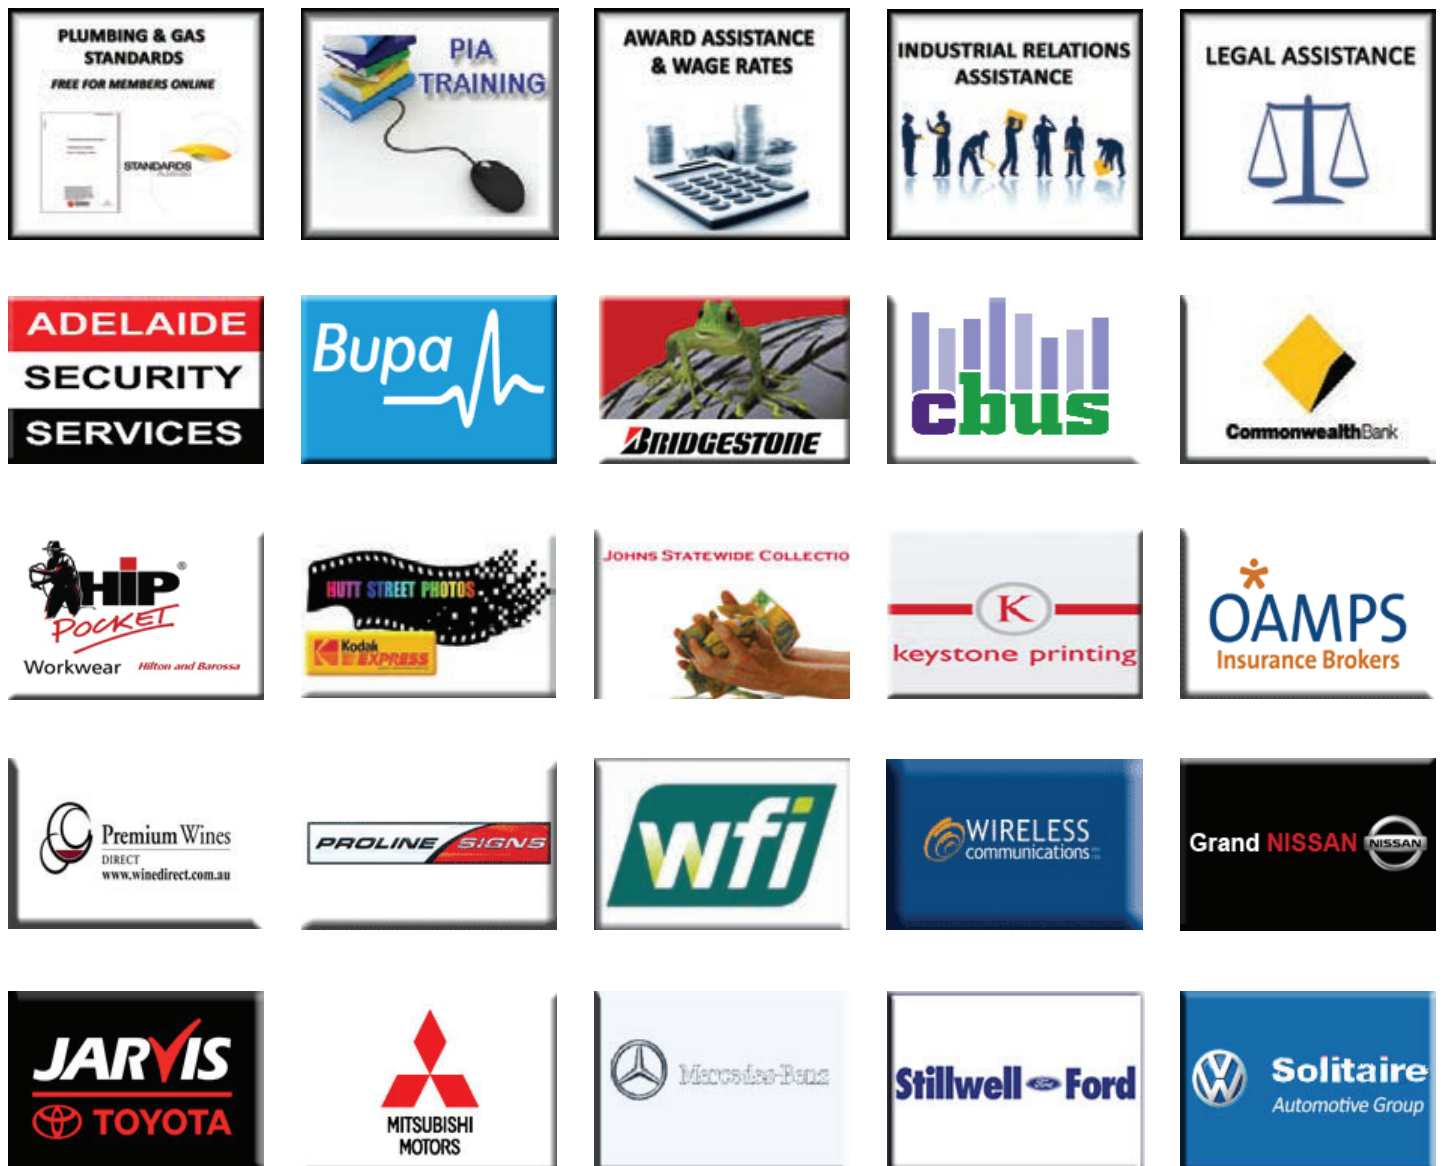 PLUMBING & GAS
STANDARDS
FREE FOR MEMBERS ONLINE
STANDARDS
PIA
TRAINING
AWARD ASSISTANCE
& WAGE RATES
INDUSTRIAL RELATIONS
ASSISTANCE
LEGAL ASSISTANCE
ADELAIDE
SECURITY
SERVICES
Bupa
BRIDGESTONE
cbus
CommonwealthBank
HIP®
POCKET
Workwear Hilton and Barossa
HUTT STREET PHOTOS
Kodak
EXPRESS
JOHNS STATEWIDE COLLECTIO
K
keystone printing
OAMPS
Insurance Brokers
Premium Wines
DIRECT
www.winedirect.com.au
PROLINE SIGNS
wfi
WIRELESS
communications
Grand NISSAN NISSAN
JARVIS
TOYOTA
MITSUBISHI
MOTORS
Mercedes-Benz
Stillwell Ford Ford
Solitaire
Automotive Group